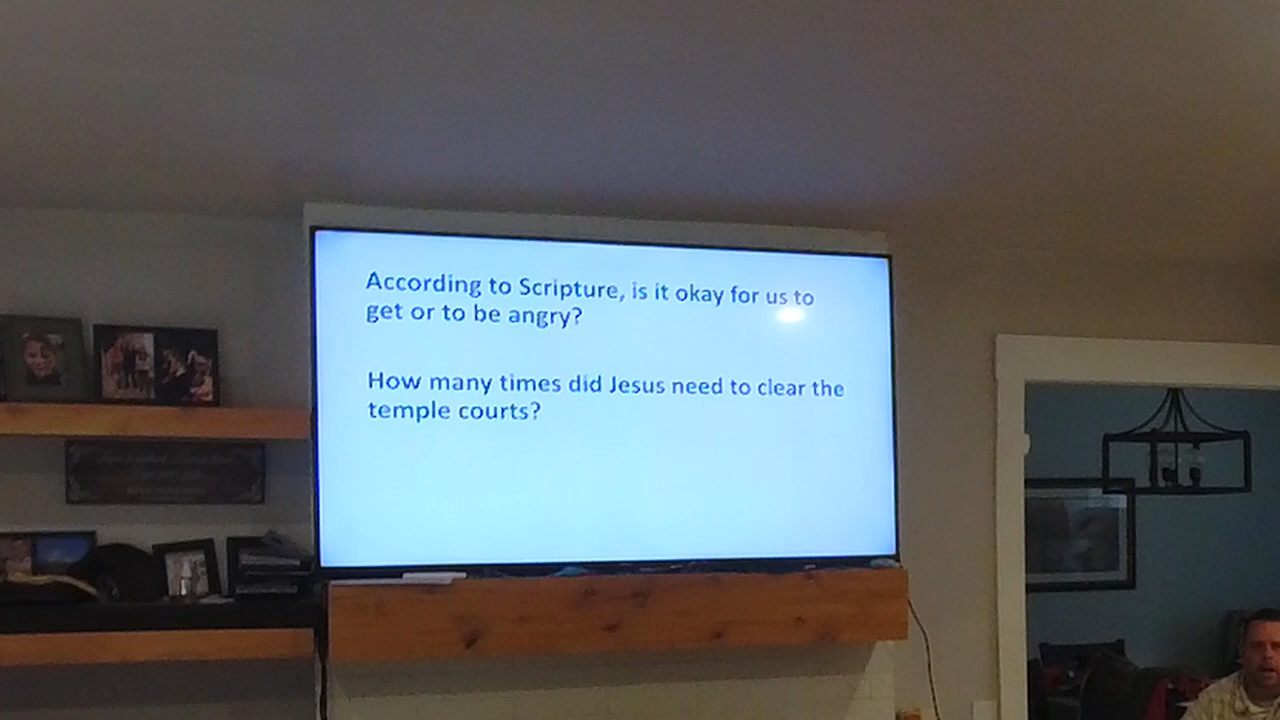 According to Scripture, is it okay for us to
get or to be angry?
How many times did Jesus need to clear the
temple courts?